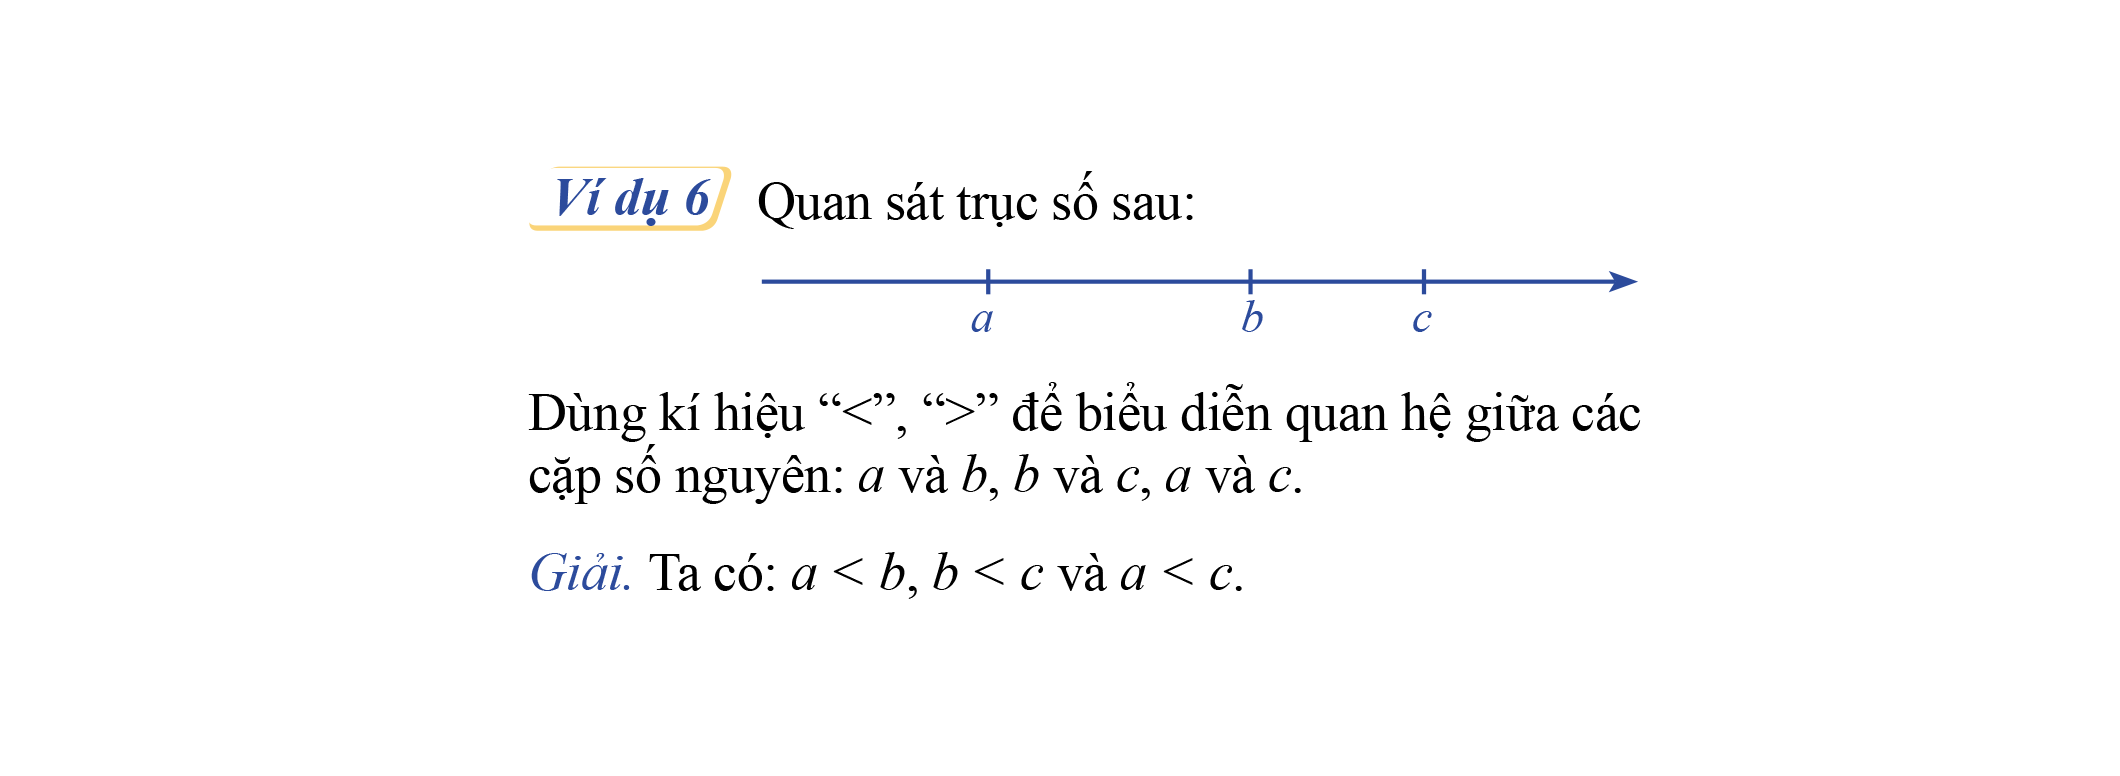 Ví dụ 6 Quan sát trục số sau:
a b c
Dùng kí hiệu “<”, “>” để biểu diễn quan hệ giữa các
cặp số nguyên: a và b, b và c, a và c.
Giải. Ta có: a < b, b < c và a < c.